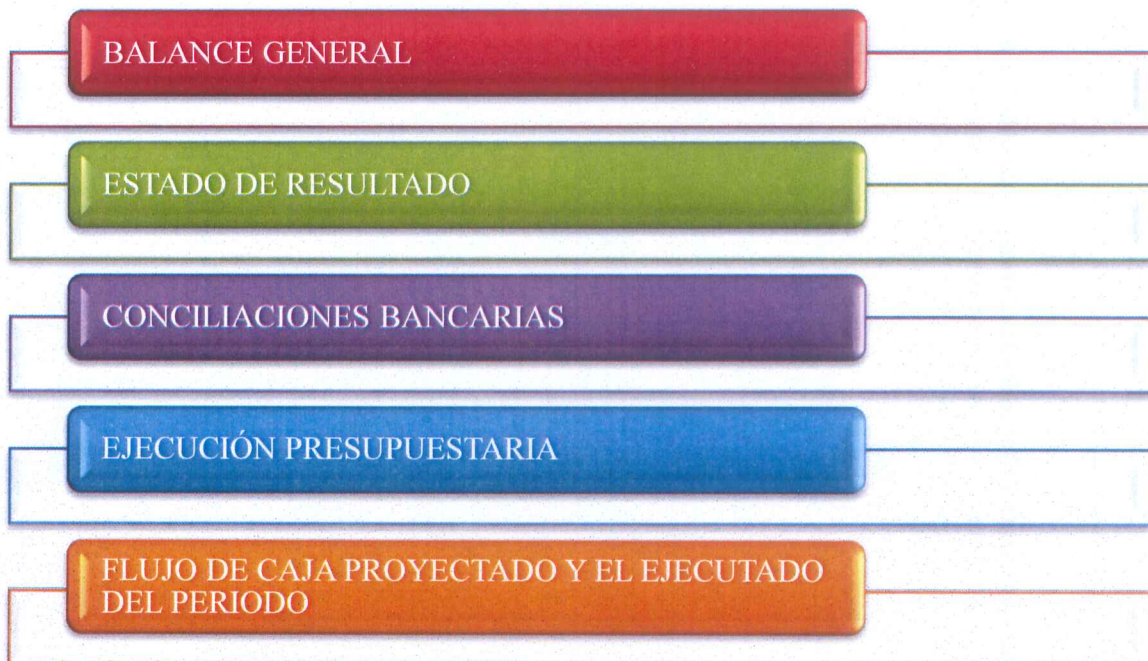 BALANCE GENERAL
ESTADO DE RESULTADO
CONCILIACIONES BANCARIAS
EJECUCIÓN PRESUPUESTARIA
FLUJO DE CAJA PROYECTADO Y EL EJECUTADO
DEL PERIODO